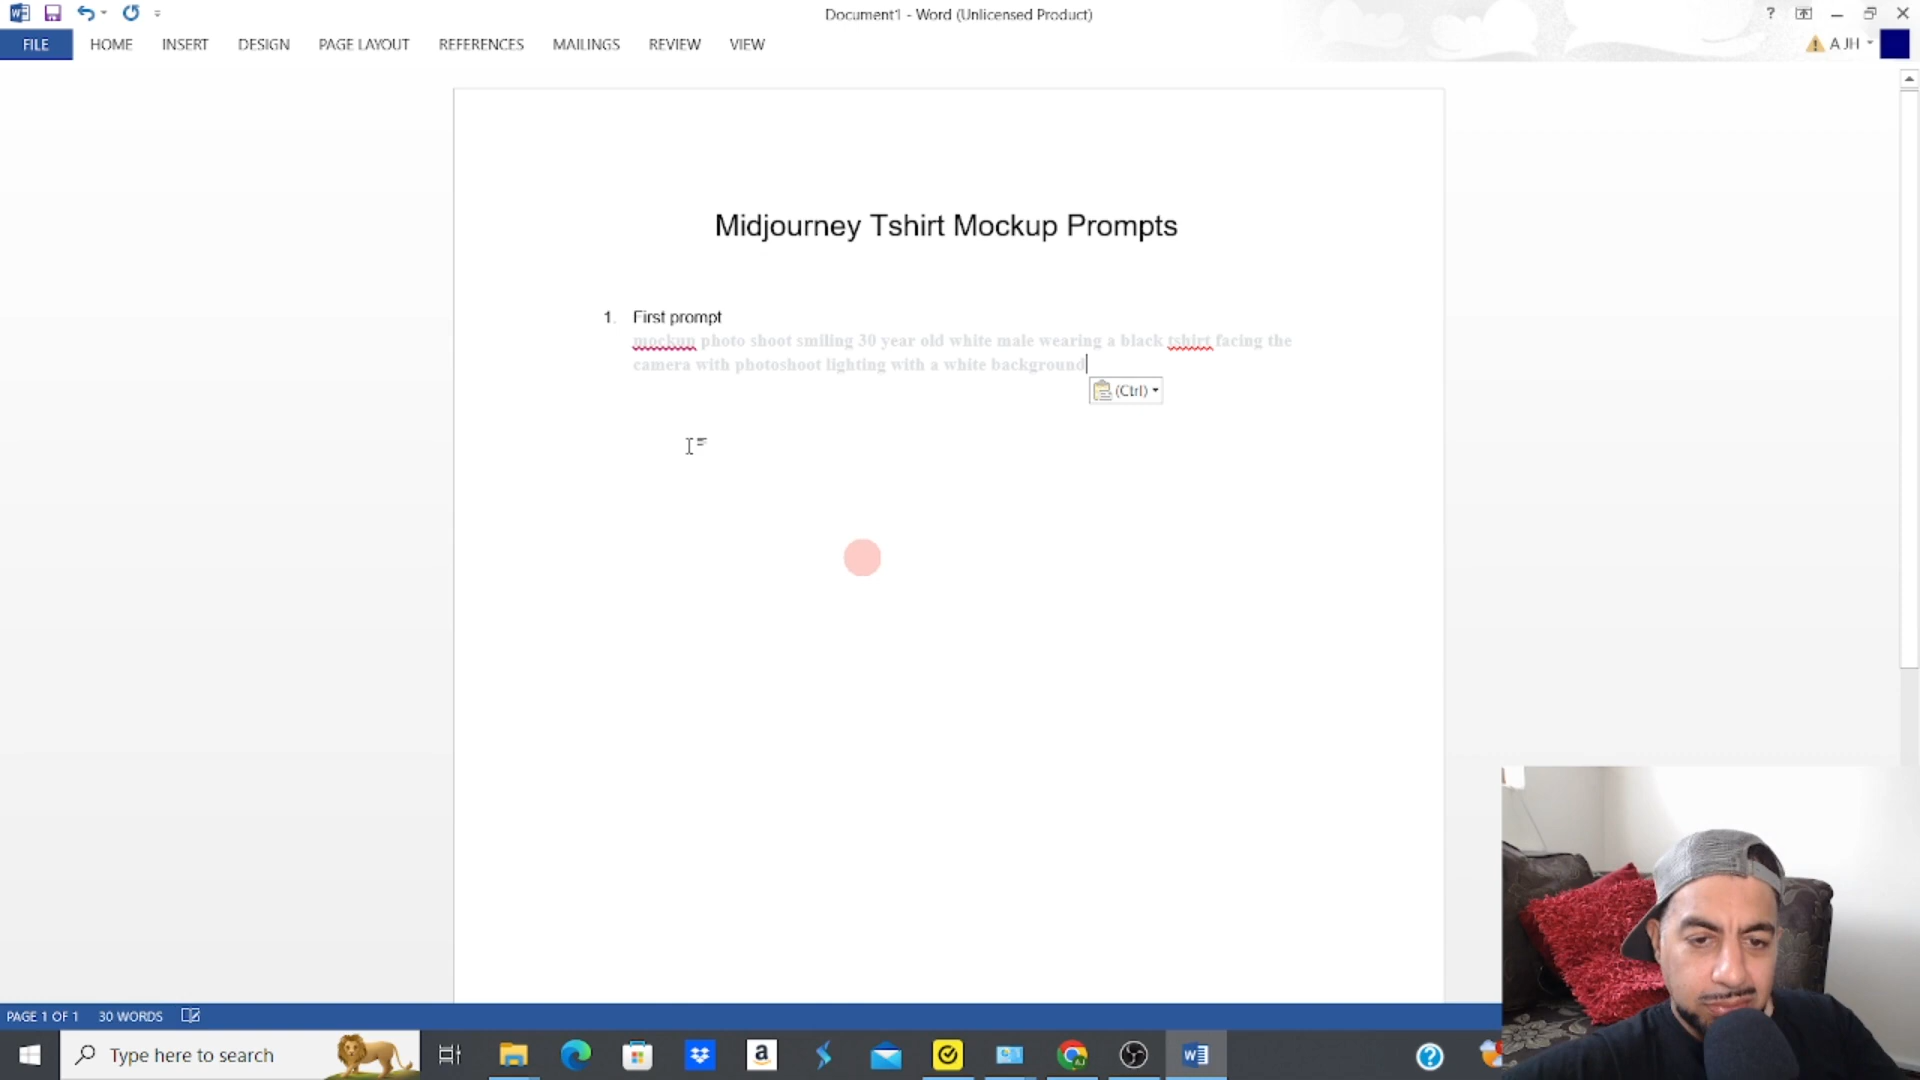 Document1 - Word (Unlicensed Product)
?
FILE HOME INSERT DESIGN PAGE LAYOUT REFERENCES MAILINGS REVIEW VIEW
A JH
Midjourney Tshirt Mockup Prompts
1. First prompt
mockup photo shoot smiling 30 year old white male wearing a black tshirt facing the
camera with photoshoot lighting with a white background
(Ctrl)
PAGE 1 OF 1 30 WORDS
Type here to search